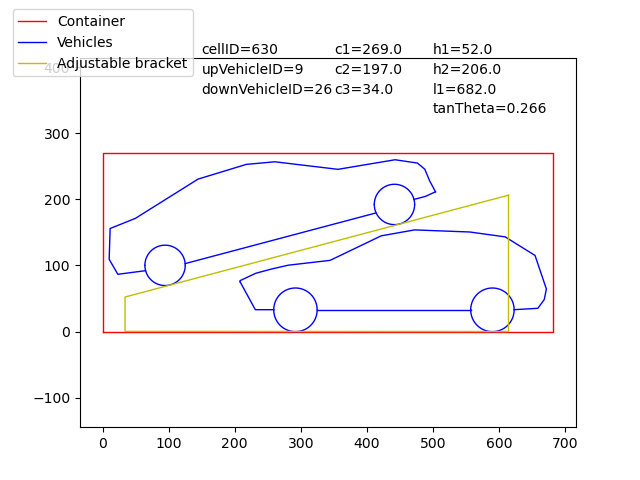 Container
Vehicles
Adjustable bracket
cellID=630 c1=269.0 h1=52.0
upVehicleID=9 c2=197.0 h2=206.0
downVehicleID=26 c3=34.0 l1=682.0
tanTheta=0.266
400
300
200
100
0
−100
0 100 200 300 400 500 600 700